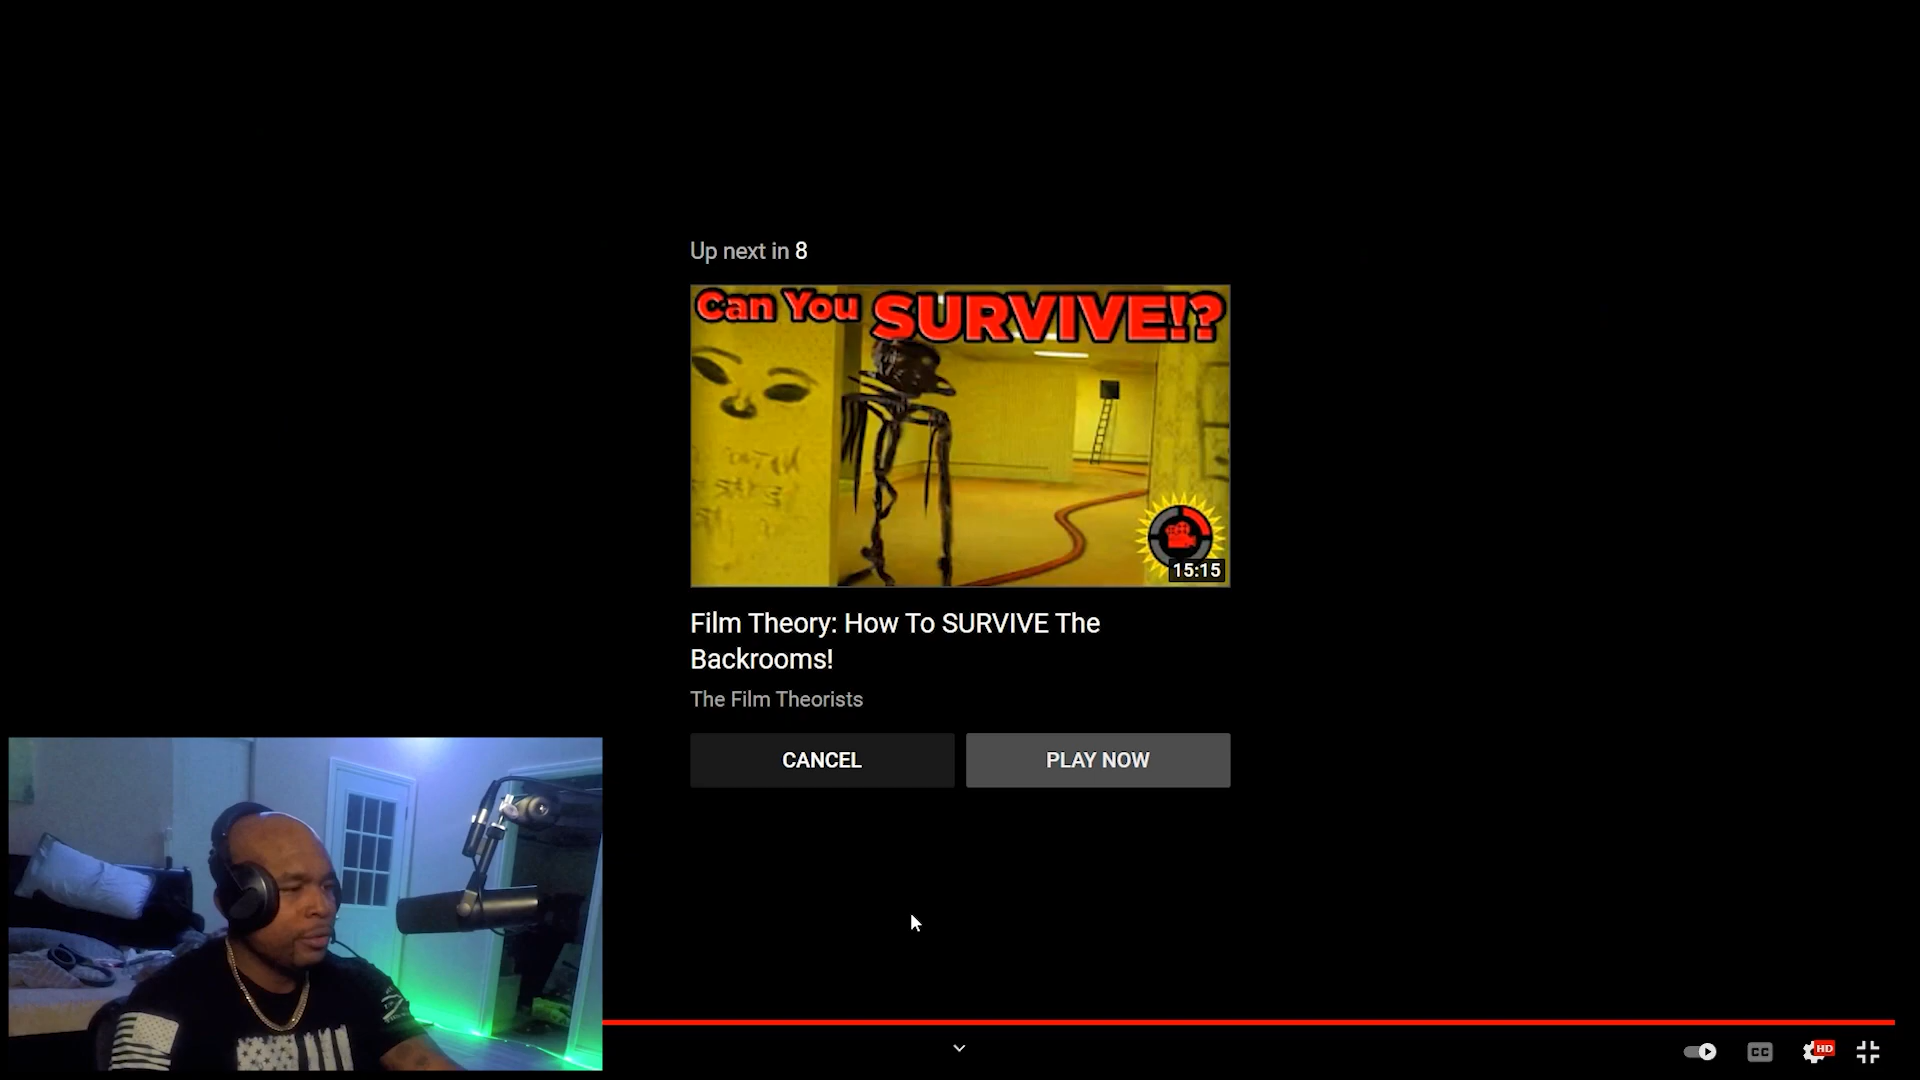 Up next in 8
Can You SURVIVE!?
15:15
Film Theory: How To SURVIVE The
Backrooms!
The Film Theorists
CANCEL
PLAY NOW
CC
HD